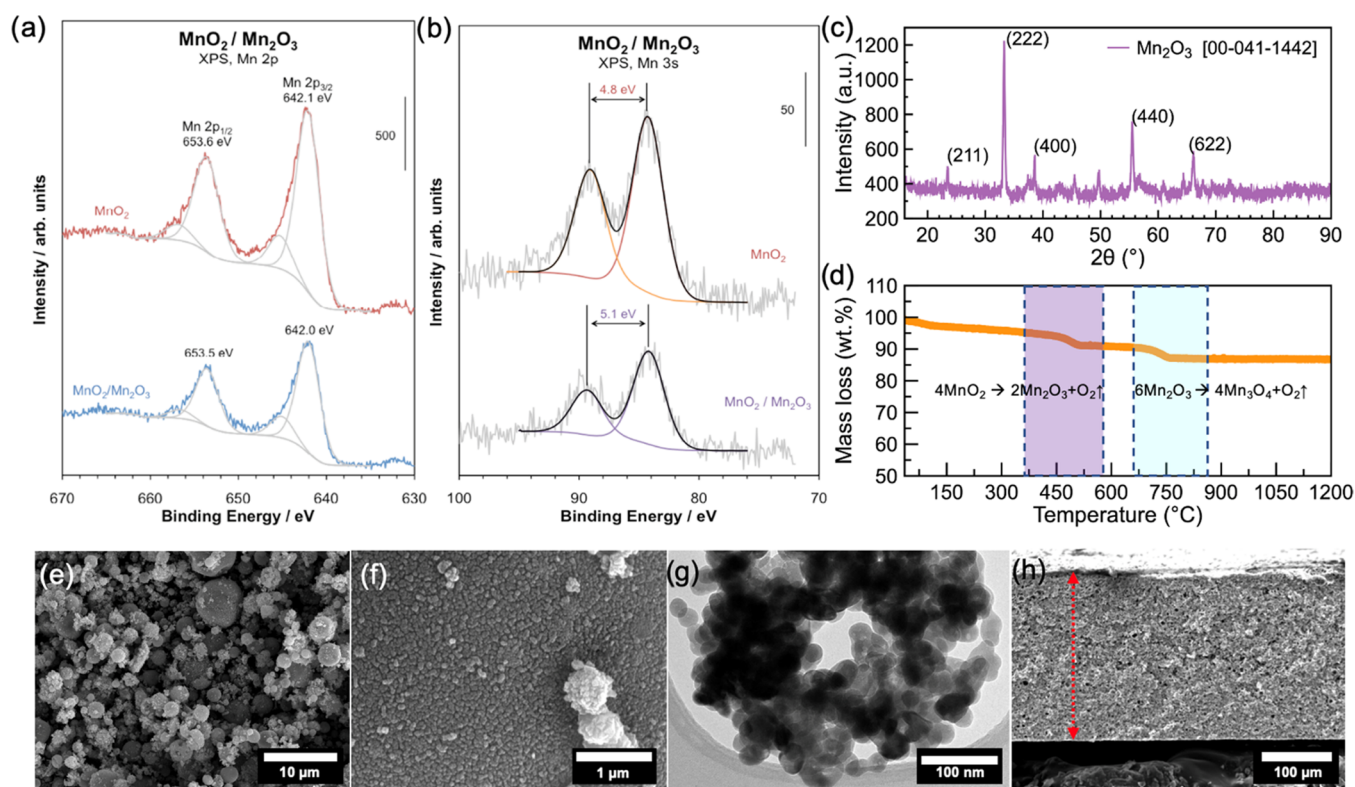 (a)
MnO₂ / Mn₂O₃
XPS, Mn 2p
Mn 2p₃/₂
642.1 eV
Mn 2p₁/₂
653.6 eV
500
MnO₂
642.0 eV
653.5 eV
MnO₂/Mn₂O₃
Intensity / arb. units
670 660 650 640 630
Binding Energy / eV
(b)
MnO₂ / Mn₂O₃
XPS, Mn 3s
50
4.8 eV
MnO₂
5.1 eV
MnO₂ / Mn₂O₃
Intensity / arb. units
100 90 80 70
Binding Energy / eV
(c)
(222)
Mn₂O₃ [00-041-1442]
(440)
(211)
(400)
(622)
Intensity (a.u.)
1200
1000
800
600
400
200
20 30 40 50 60 70 80 90
2θ (°)
(d)
Mass loss (wt.%)
110
100
90
80
70
60
50
4MnO₂ → 2Mn₂O₃+O₂↑
6Mn₂O₃→ 4Mn₃O₄+O₂↑
150 300 450 600 750 900 1050 1200
Temperature (°C)
(e)
10 µm
(f)
1 µm
(g)
100 nm
(h)
100 µm